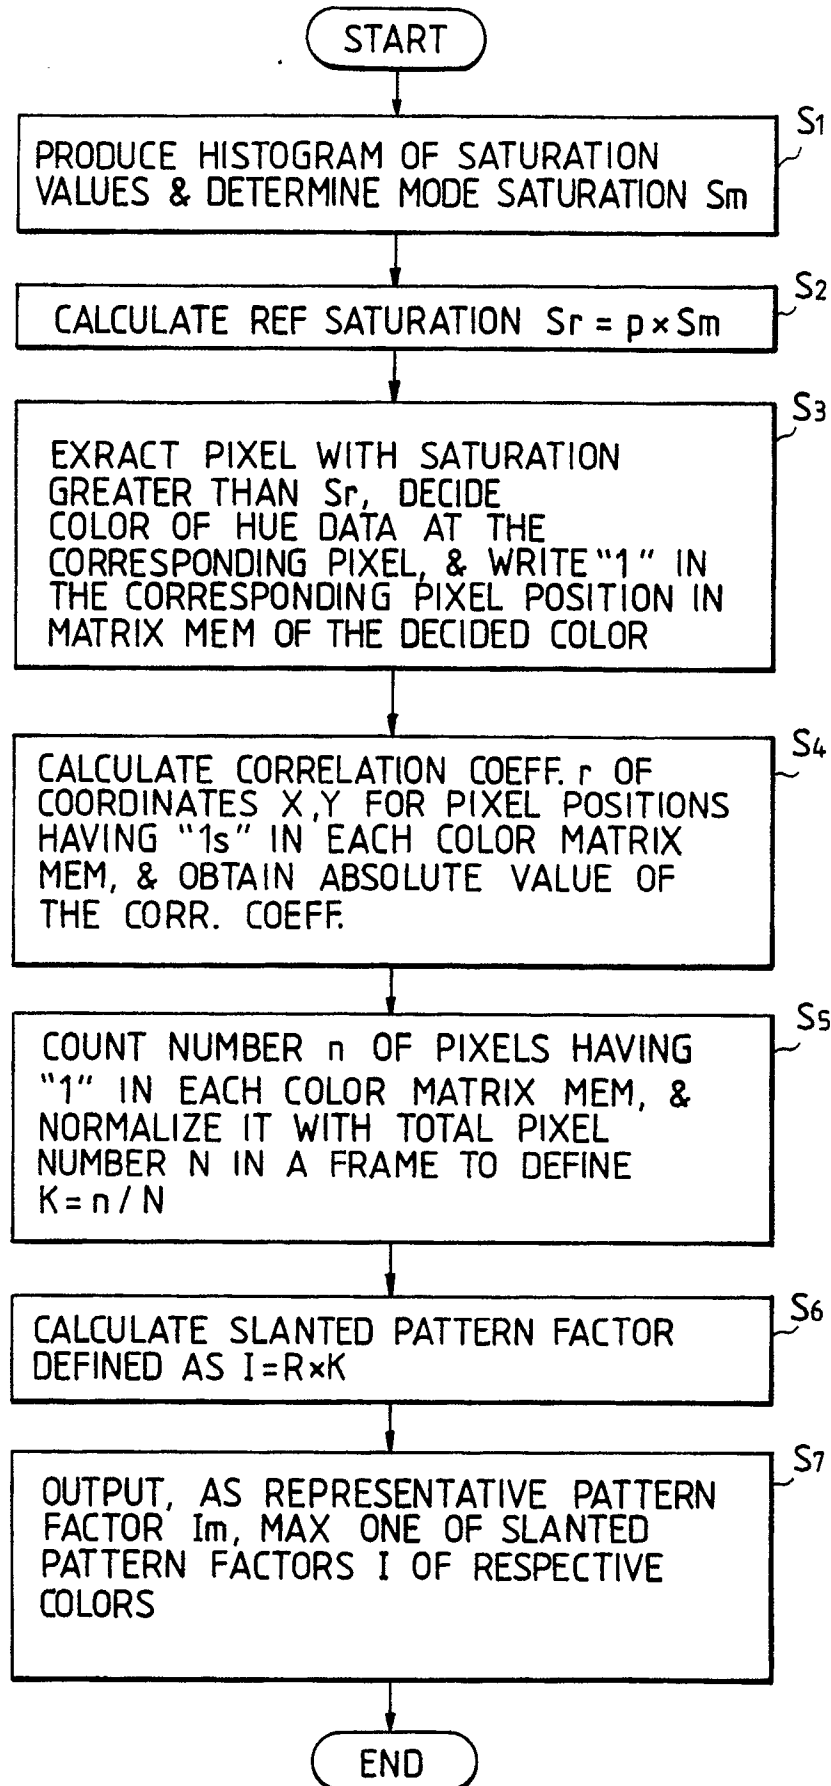 START
S1
PRODUCE HISTOGRAM OF SATURATION
VALUES & DETERMINE MODE SATURATION Sm
S2
CALCULATE REF SATURATION Sr = p × Sm
S3
EXRACT PIXEL WITH SATURATION
GREATER THAN Sr, DECIDE
COLOR OF HUE DATA AT THE
CORRESPONDING PIXEL, & WRITE "1" IN
THE CORRESPONDING PIXEL POSITION IN
MATRIX MEM OF THE DECIDED COLOR
S4
CALCULATE CORRELATION COEFF. r OF
COORDINATES X,Y FOR PIXEL POSITIONS
HAVING "1s" IN EACH COLOR MATRIX
MEM, & OBTAIN ABSOLUTE VALUE OF
THE CORR. COEFF.
S5
COUNT NUMBER n OF PIXELS HAVING
"1" IN EACH COLOR MATRIX MEM, &
NORMALIZE IT WITH TOTAL PIXEL
NUMBER N IN A FRAME TO DEFINE
K = n / N
S6
CALCULATE SLANTED PATTERN FACTOR
DEFINED AS I = R × K
S7
OUTPUT, AS REPRESENTATIVE PATTERN
FACTOR Im, MAX ONE OF SLANTED
PATTERN FACTORS I OF RESPECTIVE
COLORS
END